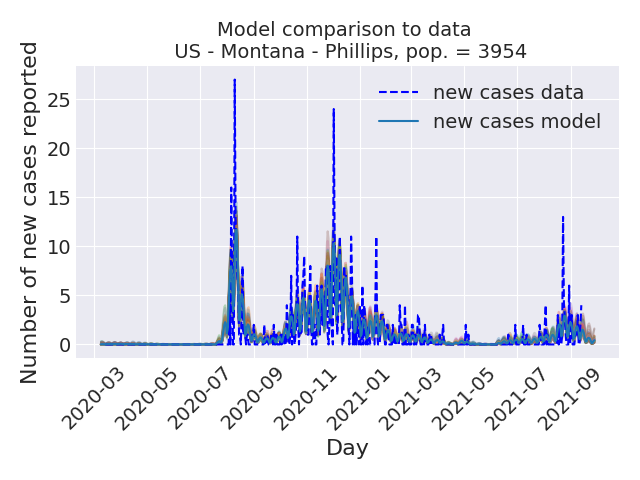 Model comparison to data
US - Montana - Phillips, pop. = 3954
Number of new cases reported
25
20
15
10
5
0
new cases data
new cases model
2020-03
2020-05
2020-07
2020-09
2020-11
2021-01
2021-03
2021-05
2021-07
2021-09
Day